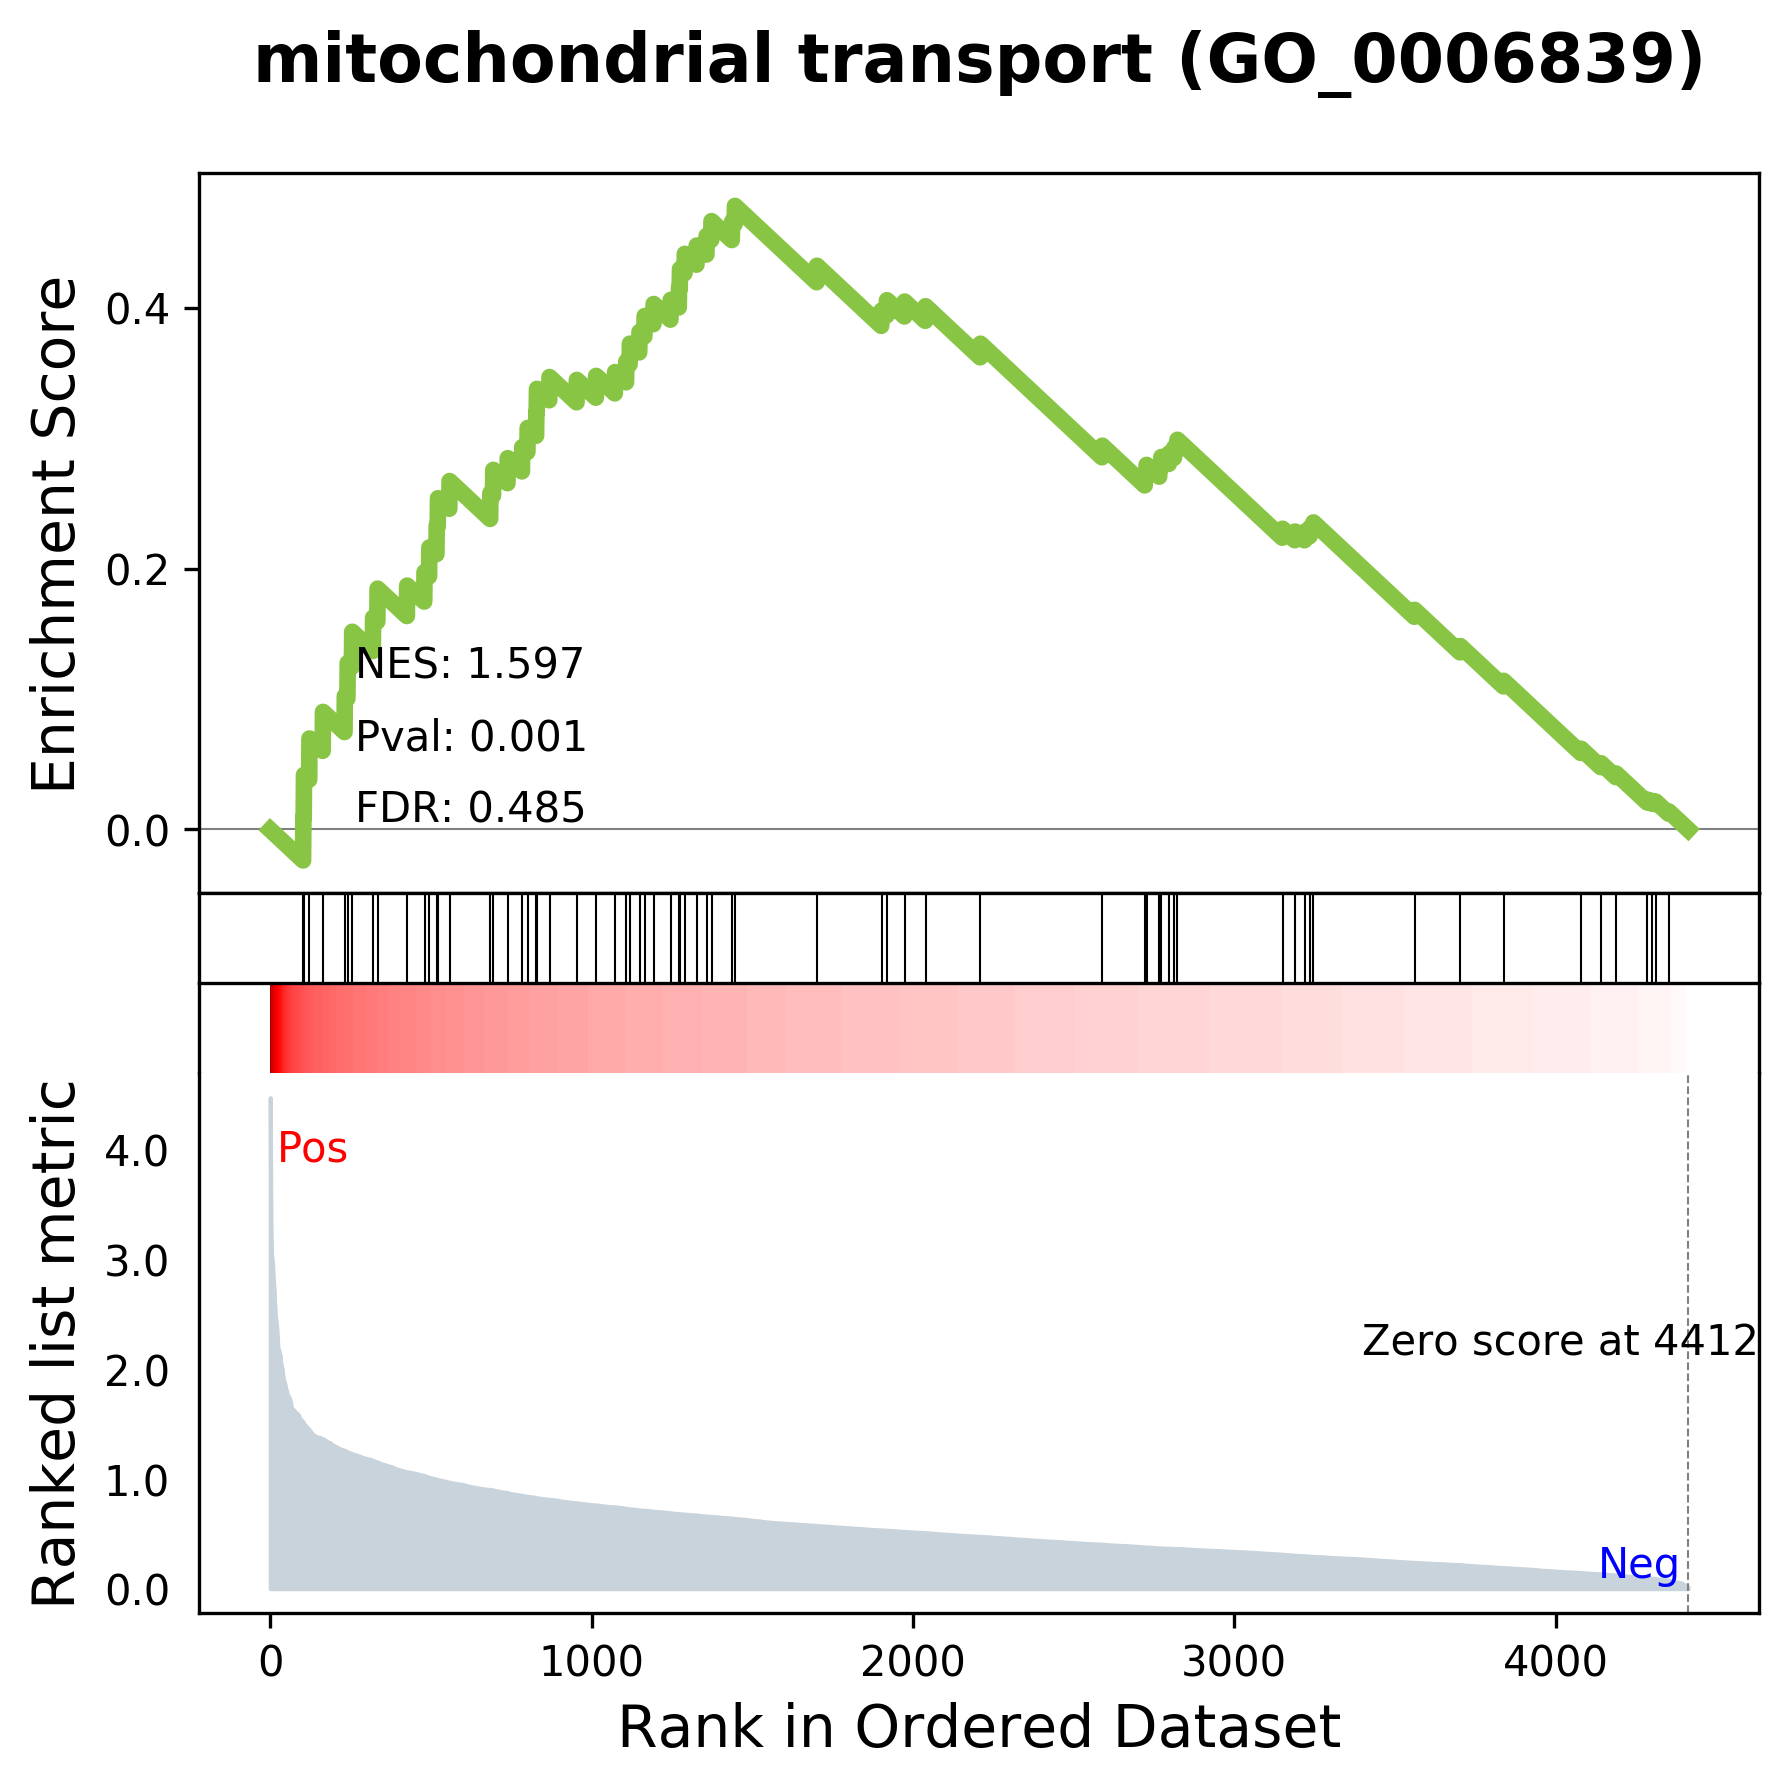 mitochondrial transport (GO_0006839)
Enrichment Score
0.4
0.2
0.0
NES: 1.597
Pval: 0.001
FDR: 0.485
Ranked list metric
4.0
3.0
2.0
1.0
0.0
Pos
Zero score at 4412
Neg
0 1000 2000 3000 4000
Rank in Ordered Dataset